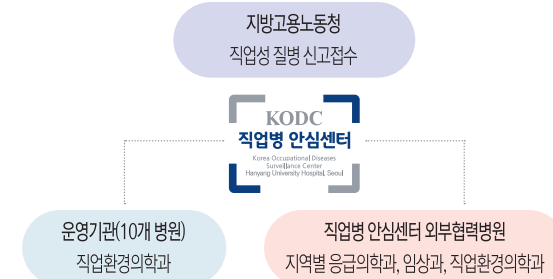 지방고용노동청
직업성 질병 신고접수
KODC
직업병 안심센터
Korea Occupational Diseases
Surveillance Center
Hanyang University Hospital, Seoul
운영기관(10개 병원)
직업환경의학과
직업병 안심센터 외부협력병원
지역별 응급의학과, 임상과, 직업환경의학과